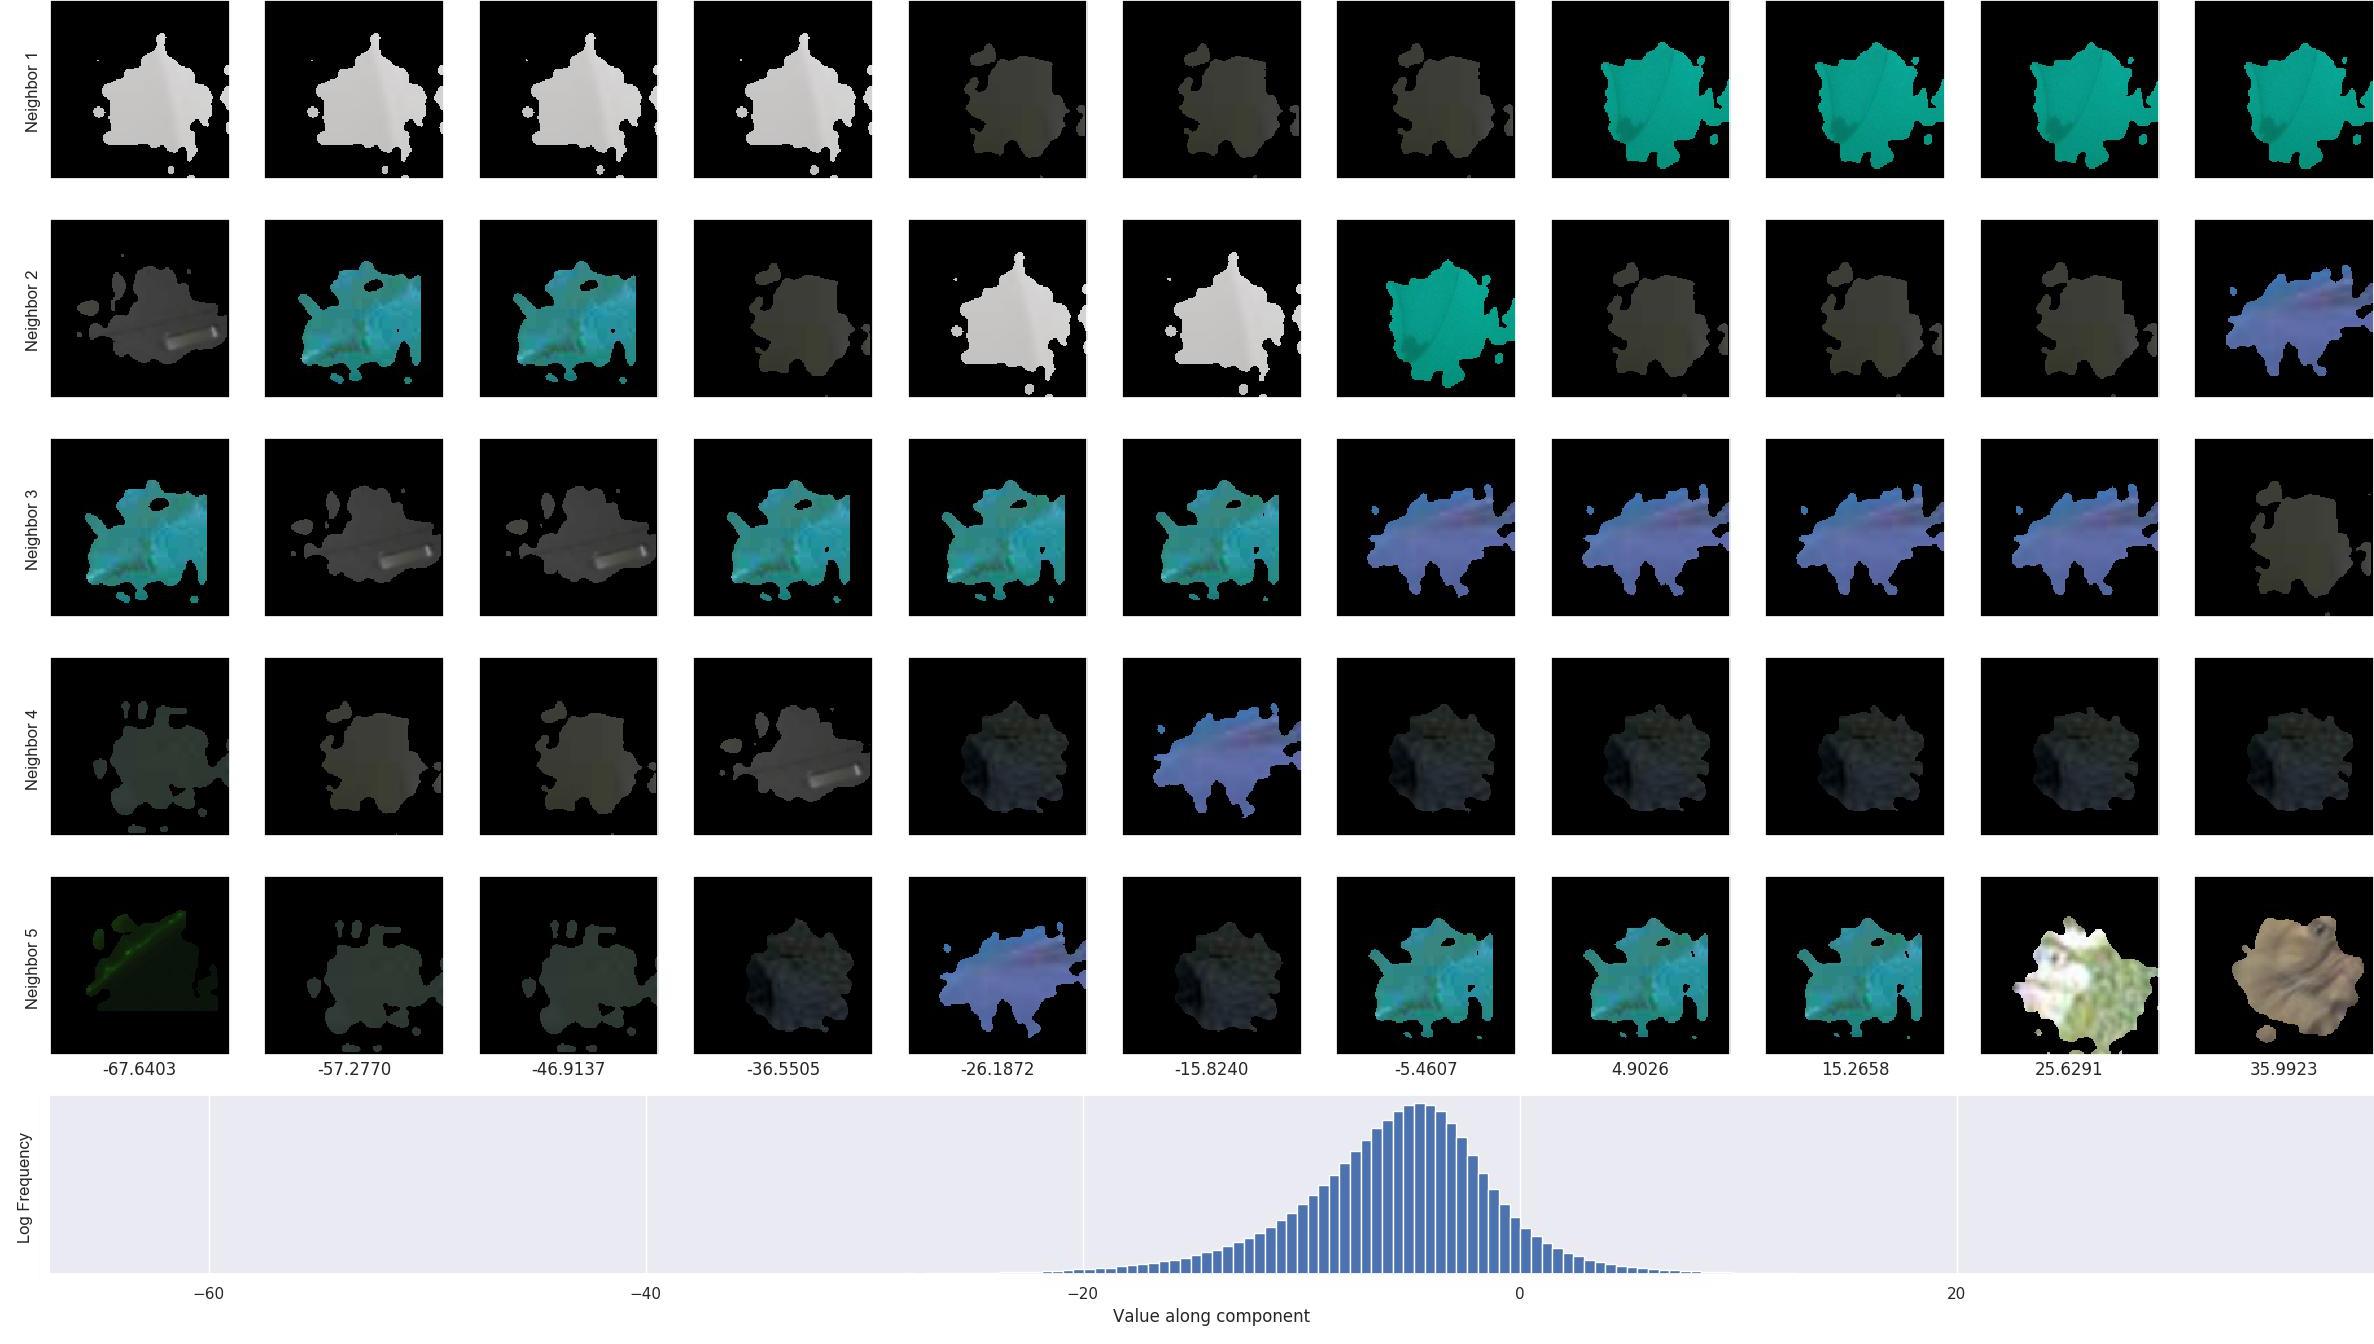 Neighbor 1
Neighbor 2
Neighbor 3
Neighbor 4
Neighbor 5
-67.6403 -57.2770 -46.9137 -36.5505 -26.1872 -15.8240 -5.4607 4.9026 15.2658 25.6291 35.9923
Log Frequency
−60 −40 −20 0 20
Value along component